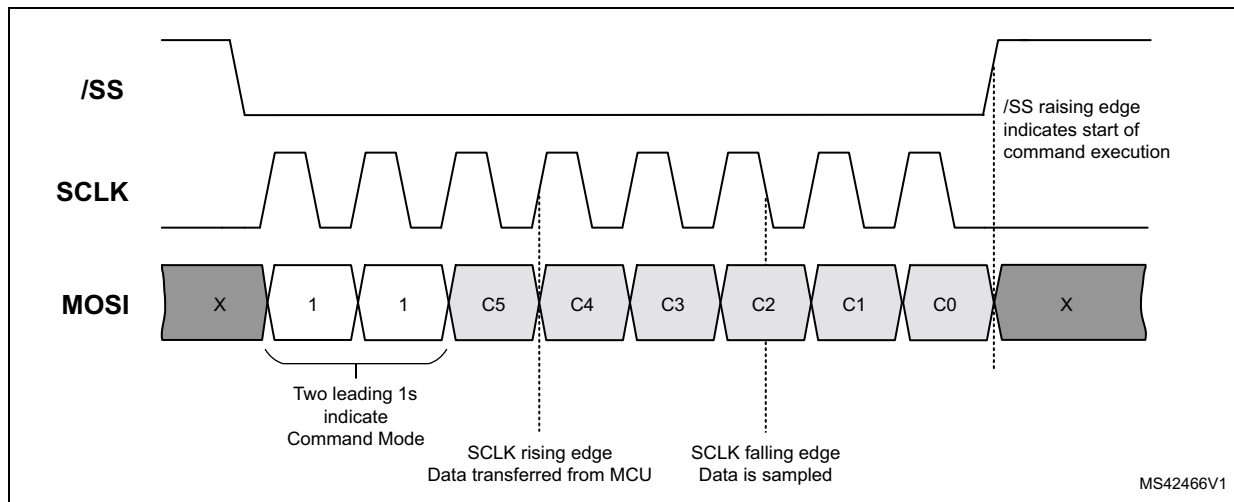 /SS
/SS raising edge
indicates start of
command execution
SCLK
MOSI
X 1 1 C5 C4 C3 C2 C1 C0 X
Two leading 1s
indicate
Command Mode
SCLK rising edge
Data transferred from MCU
SCLK falling edge
Data is sampled
MS42466V1